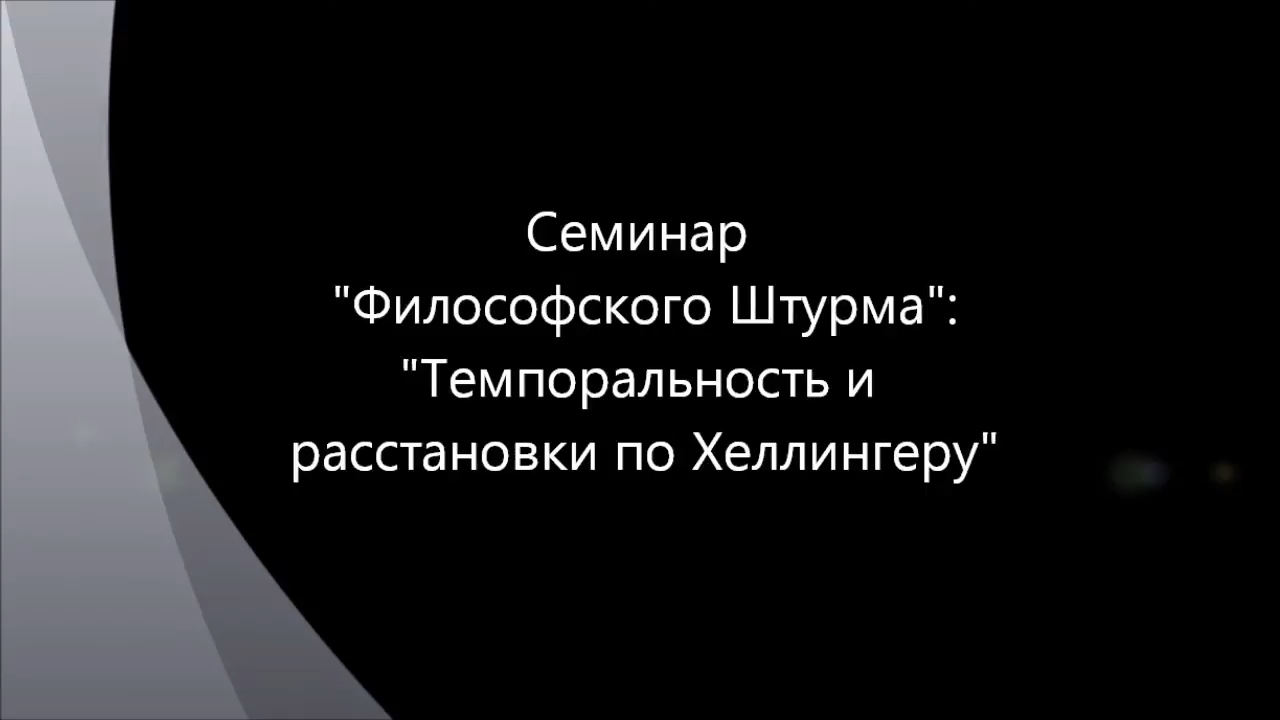 Семинар
"Философского Штурма":
"Темпоральность и
расстановки по Хеллингеру"